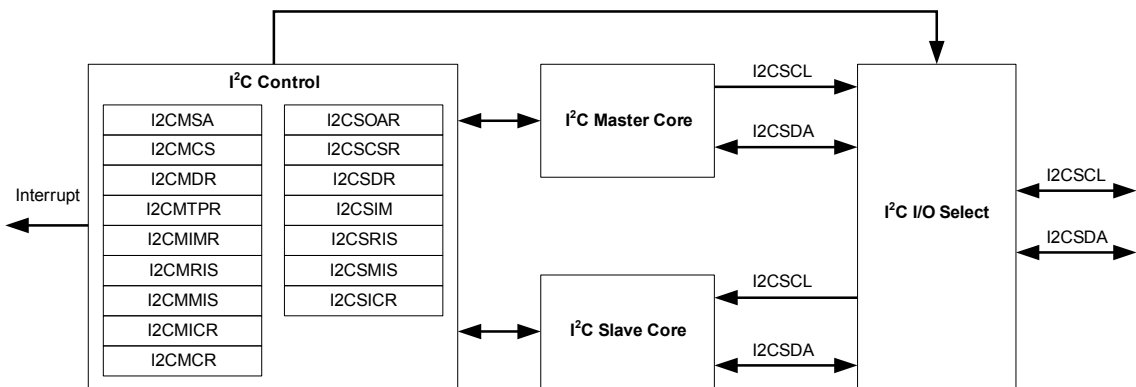 I²C Control
I2CMSA
I2CMCS
I2CMDR
I2CMTPR
I2CMIMR
I2CMRIS
I2CMMIS
I2CMICR
I2CMCR
I2CSOAR
I2CSCSR
I2CSDR
I2CSIM
I2CSRIS
I2CSMIS
I2CSICR
Interrupt
I²C Master Core
I2CSCL
I2CSDA
I²C Slave Core
I2CSCL
I2CSDA
I²C I/O Select
I2CSCL
I2CSDA